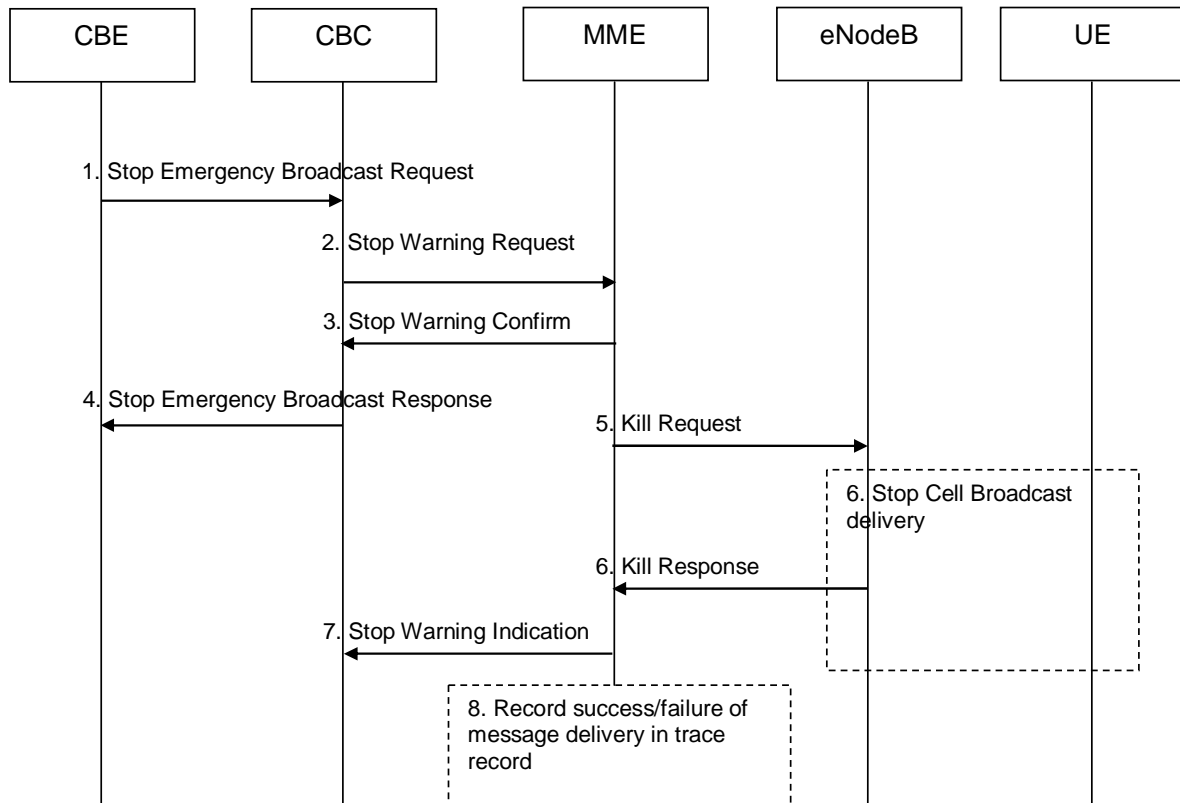 CBE
CBC
MME
eNodeB
UE
1. Stop Emergency Broadcast Request
2. Stop Warning Request
3. Stop Warning Confirm
4. Stop Emergency Broadcast Response
5. Kill Request
6. Stop Cell Broadcast
delivery
6. Kill Response
7. Stop Warning Indication
8. Record success/failure of
message delivery in trace
record